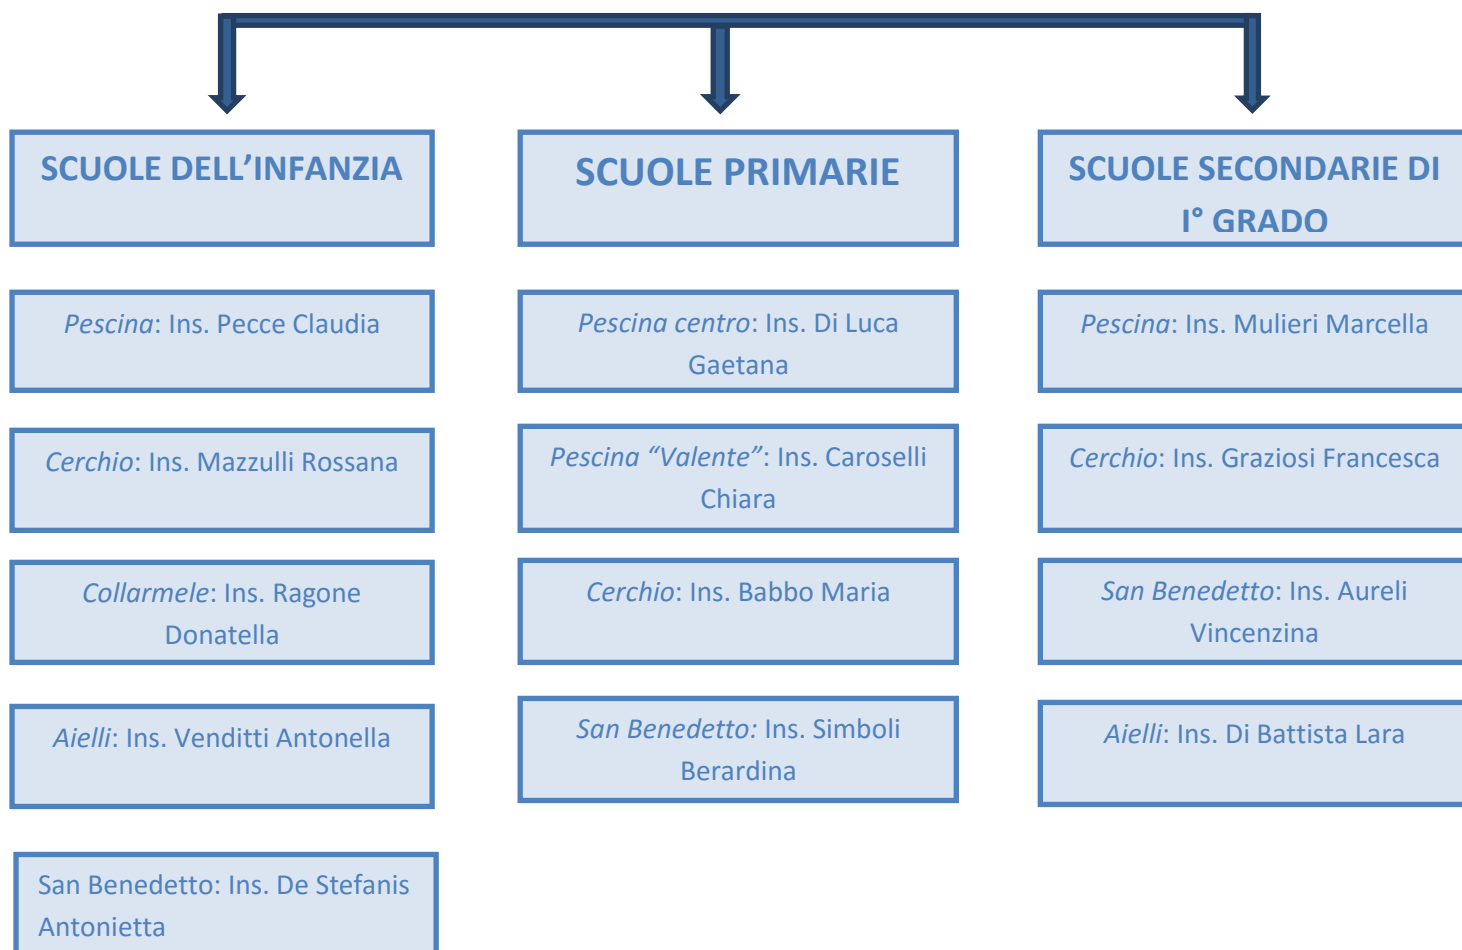 SCUOLE DELL’INFANZIA
Pescina: Ins. Pecce Claudia
Cerchio: Ins. Mazzulli Rossana
Collarmele: Ins. Ragone
Donatella
Aielli: Ins. Venditti Antonella
San Benedetto: Ins. De Stefanis
Antonietta
SCUOLE PRIMARIE
Pescina centro: Ins. Di Luca
Gaetana
Pescina “Valente”: Ins. Caroselli
Chiara
Cerchio: Ins. Babbo Maria
San Benedetto: Ins. Simboli
Berardina
SCUOLE SECONDARIE DI
I° GRADO
Pescina: Ins. Mulieri Marcella
Cerchio: Ins. Graziosi Francesca
San Benedetto: Ins. Aureli
Vincenzina
Aielli: Ins. Di Battista Lara